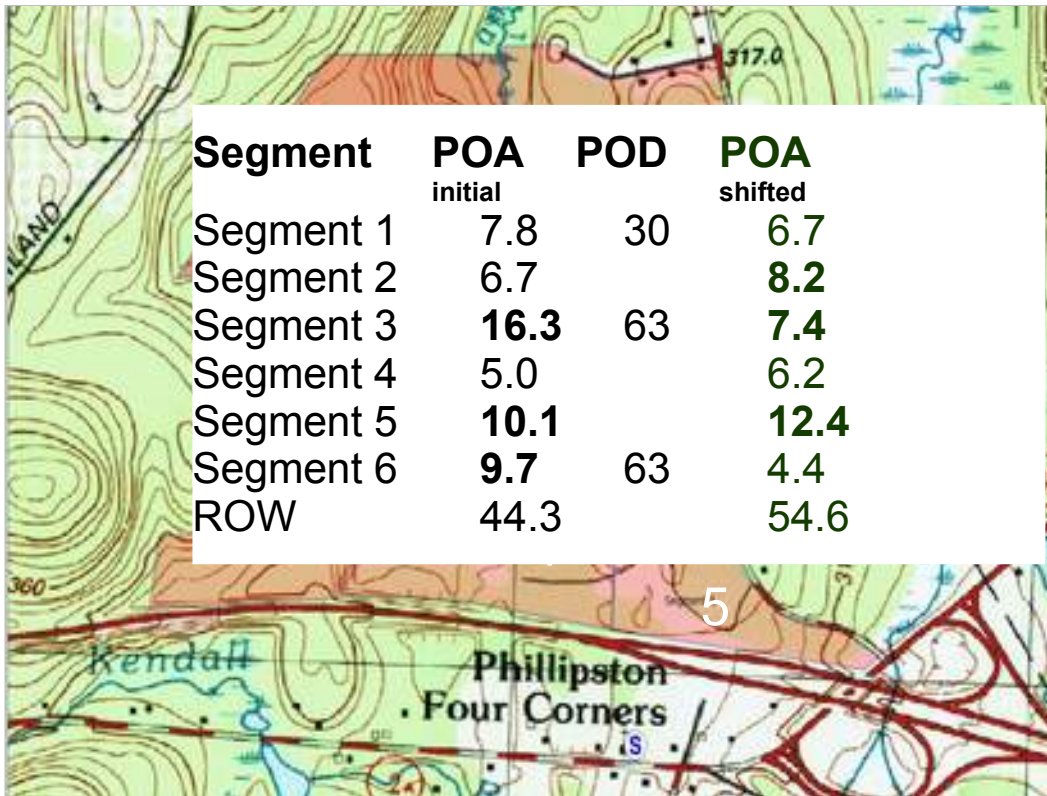 317.0
Segment POA POD POA
initial shifted
Segment 1 7.8 30 6.7
Segment 2 6.7 8.2
Segment 3 16.3 63 7.4
Segment 4 5.0 6.2
Segment 5 10.1 12.4
Segment 6 9.7 63 4.4
ROW 44.3 54.6
360
5
Kendall
Phillipston
Four Corners
S